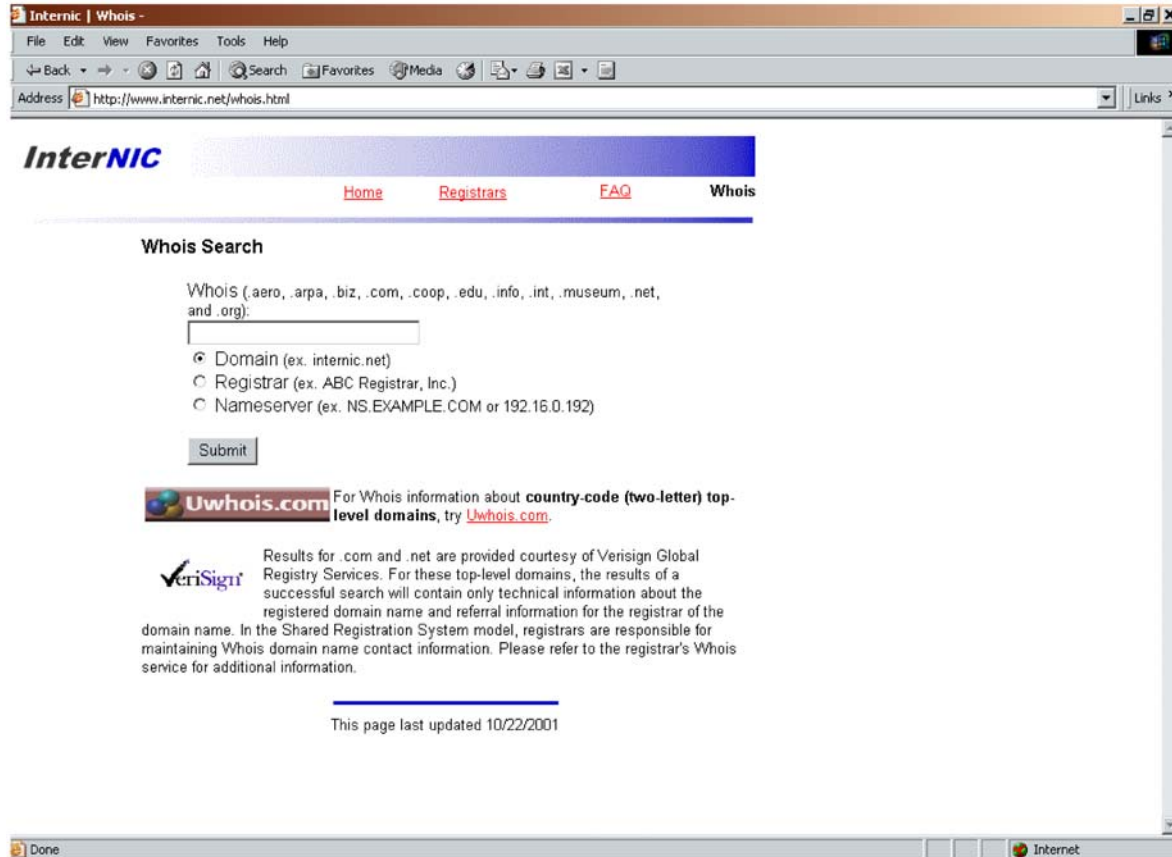 Internic | Whois -
File Edit View Favorites Tools Help
Back Search Favorites Media
Address http://www.internic.net/whois.html Links
InterNIC
Home Registrars FAQ Whois
Whois Search
Whois (.aero, .arpa, .biz, .com, .coop, .edu, .info, .int, .museum, .net,
and .org):
Domain (ex. internic.net)
Registrar (ex. ABC Registrar, Inc.)
Nameserver (ex. NS.EXAMPLE.COM or 192.16.0.192)
Submit
Uwhois.com
For Whois information about country-code (two-letter) top-
level domains, try Uwhois.com.
VeriSign
Results for .com and .net are provided courtesy of Verisign Global
Registry Services. For these top-level domains, the results of a
successful search will contain only technical information about the
registered domain name and referral information for the registrar of the
domain name. In the Shared Registration System model, registrars are responsible for
maintaining Whois domain name contact information. Please refer to the registrar's Whois
service for additional information.
This page last updated 10/22/2001
Done Internet